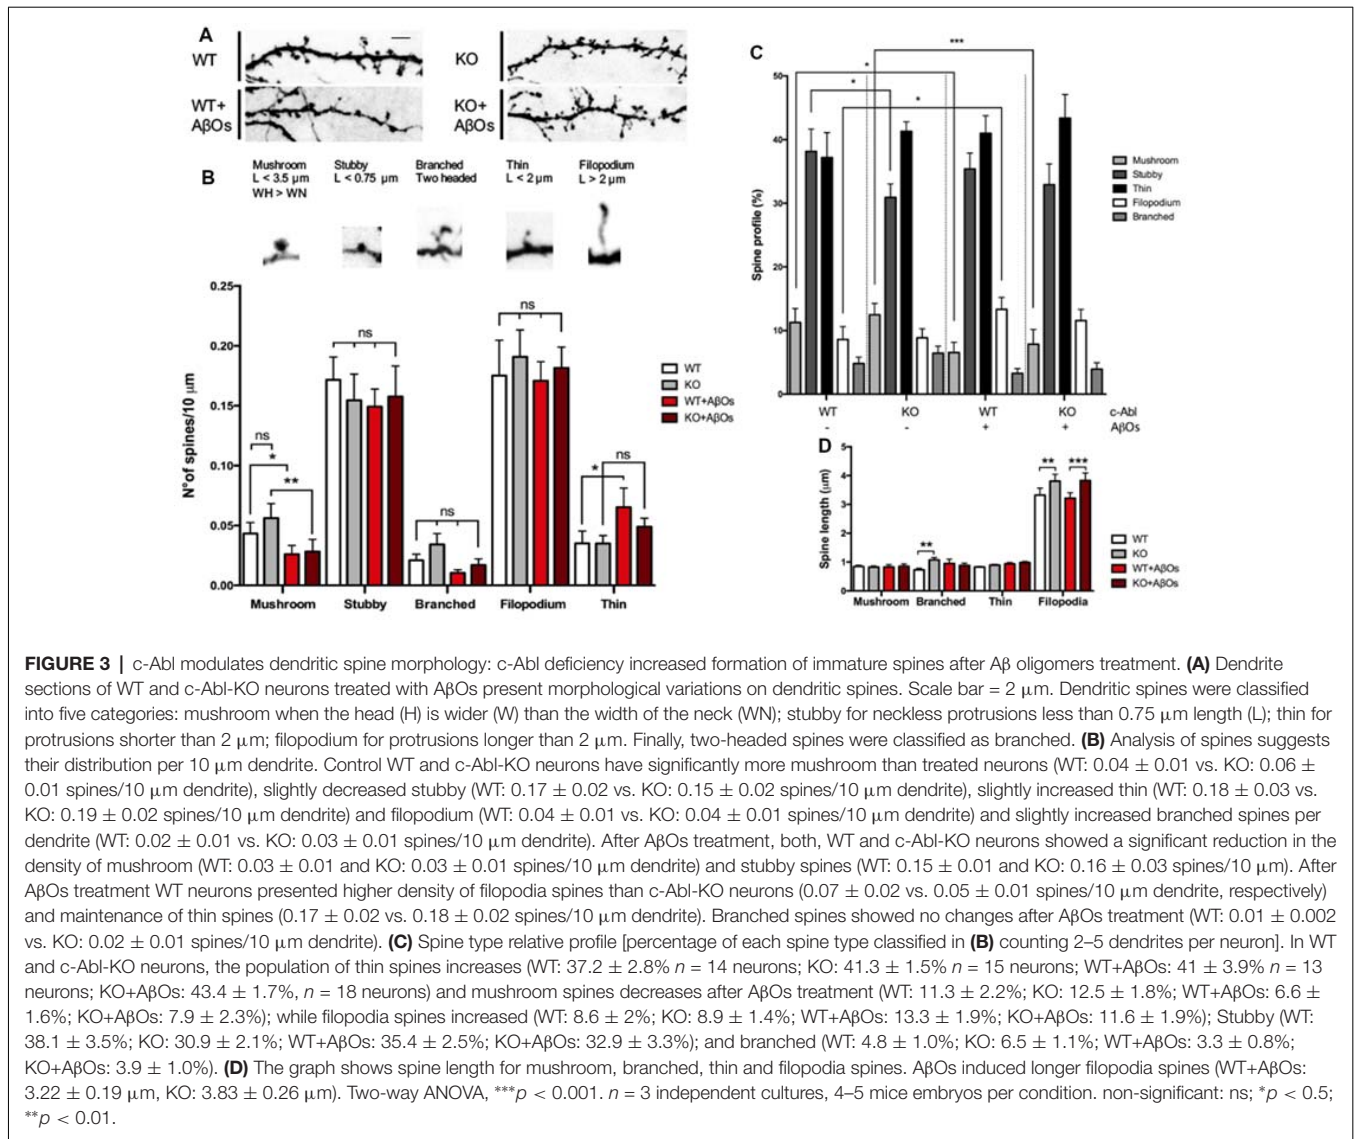 A
WT
KO
WT+
AβOs
KO+
AβOs
B
Mushroom
L < 3.5 μm
WH > WN
Stubby
L < 0.75 μm
Branched
Two headed
Thin
L < 2 μm
Filopodium
L > 2 μm
N°of spines/10 μm
0.25
0.20
0.15
0.10
0.05
0.00
ns
*
**
ns
ns
ns
*
ns
Mushroom
Stubby
Branched
Filopodium
Thin
WT
KO
WT+AβOs
KO+AβOs
C
***
*
*
*
Spine profile (%)
50
40
30
20
10
0
Mushroom
Stubby
Thin
Filopodium
Branched
WT KO WT KO c-Abl
- - + + AβOs
D
Spine length (μm)
5
4
3
2
1
0
**
**
***
Mushroom Branched Thin Filopodia
WT
KO
WT+AβOs
KO+AβOs
FIGURE 3 | c-Abl modulates dendritic spine morphology: c-Abl deficiency increased formation of immature spines after Aβ oligomers treatment. (A) Dendrite
sections of WT and c-Abl-KO neurons treated with AβOs present morphological variations on dendritic spines. Scale bar = 2 μm. Dendritic spines were classified
into five categories: mushroom when the head (H) is wider (W) than the width of the neck (WN); stubby for neckless protrusions less than 0.75 μm length (L); thin for
protrusions shorter than 2 μm; filopodium for protrusions longer than 2 μm. Finally, two-headed spines were classified as branched. (B) Analysis of spines suggests
their distribution per 10 μm dendrite. Control WT and c-Abl-KO neurons have significantly more mushroom than treated neurons (WT: 0.04 ± 0.01 vs. KO: 0.06 ±
0.01 spines/10 μm dendrite), slightly decreased stubby (WT: 0.17 ± 0.02 vs. KO: 0.15 ± 0.02 spines/10 μm dendrite), slightly increased thin (WT: 0.18 ± 0.03 vs.
KO: 0.19 ± 0.02 spines/10 μm dendrite) and filopodium (WT: 0.04 ± 0.01 vs. KO: 0.04 ± 0.01 spines/10 μm dendrite) and slightly increased branched spines per
dendrite (WT: 0.02 ± 0.01 vs. KO: 0.03 ± 0.01 spines/10 μm dendrite). After AβOs treatment, both, WT and c-Abl-KO neurons showed a significant reduction in the
density of mushroom (WT: 0.03 ± 0.01 and KO: 0.03 ± 0.01 spines/10 μm dendrite) and stubby spines (WT: 0.15 ± 0.01 and KO: 0.16 ± 0.03 spines/10 μm). After
AβOs treatment WT neurons presented higher density of filopodia spines than c-Abl-KO neurons (0.07 ± 0.02 vs. 0.05 ± 0.01 spines/10 μm dendrite, respectively)
and maintenance of thin spines (0.17 ± 0.02 vs. 0.18 ± 0.02 spines/10 μm dendrite). Branched spines showed no changes after AβOs treatment (WT: 0.01 ± 0.002
vs. KO: 0.02 ± 0.01 spines/10 μm dendrite). (C) Spine type relative profile [percentage of each spine type classified in (B) counting 2–5 dendrites per neuron]. In WT
and c-Abl-KO neurons, the population of thin spines increases (WT: 37.2 ± 2.8% n = 14 neurons; KO: 41.3 ± 1.5% n = 15 neurons; WT+AβOs: 41 ± 3.9% n = 13
neurons; KO+AβOs: 43.4 ± 1.7%, n = 18 neurons) and mushroom spines decreases after AβOs treatment (WT: 11.3 ± 2.2%; KO: 12.5 ± 1.8%; WT+AβOs: 6.6 ±
1.6%; KO+AβOs: 7.9 ± 2.3%); while filopodia spines increased (WT: 8.6 ± 2%; KO: 8.9 ± 1.4%; WT+AβOs: 13.3 ± 1.9%; KO+AβOs: 11.6 ± 1.9%); Stubby (WT:
38.1 ± 3.5%; KO: 30.9 ± 2.1%; WT+AβOs: 35.4 ± 2.5%; KO+AβOs: 32.9 ± 3.3%); and branched (WT: 4.8 ± 1.0%; KO: 6.5 ± 1.1%; WT+AβOs: 3.3 ± 0.8%;
KO+AβOs: 3.9 ± 1.0%). (D) The graph shows spine length for mushroom, branched, thin and filopodia spines. AβOs induced longer filopodia spines (WT+AβOs:
3.22 ± 0.19 μm, KO: 3.83 ± 0.26 μm). Two-way ANOVA, ***p < 0.001. n = 3 independent cultures, 4–5 mice embryos per condition. non-significant: ns; *p < 0.5;
**p < 0.01.